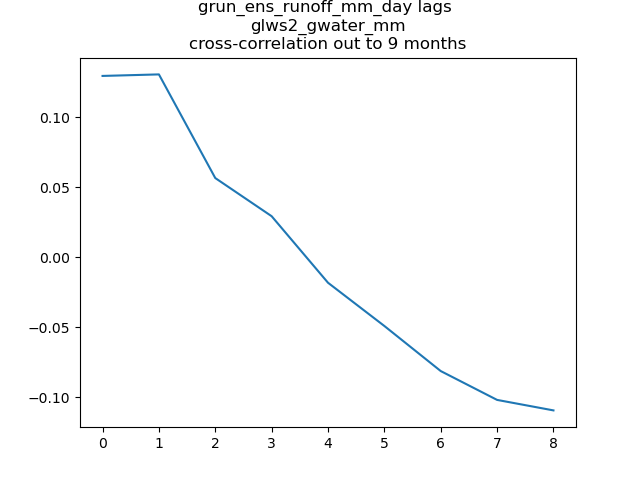 grun_ens_runoff_mm_day lags
glws2_gwater_mm
cross-correlation out to 9 months
0.10
0.05
0.00
−0.05
−0.10
0 1 2 3 4 5 6 7 8